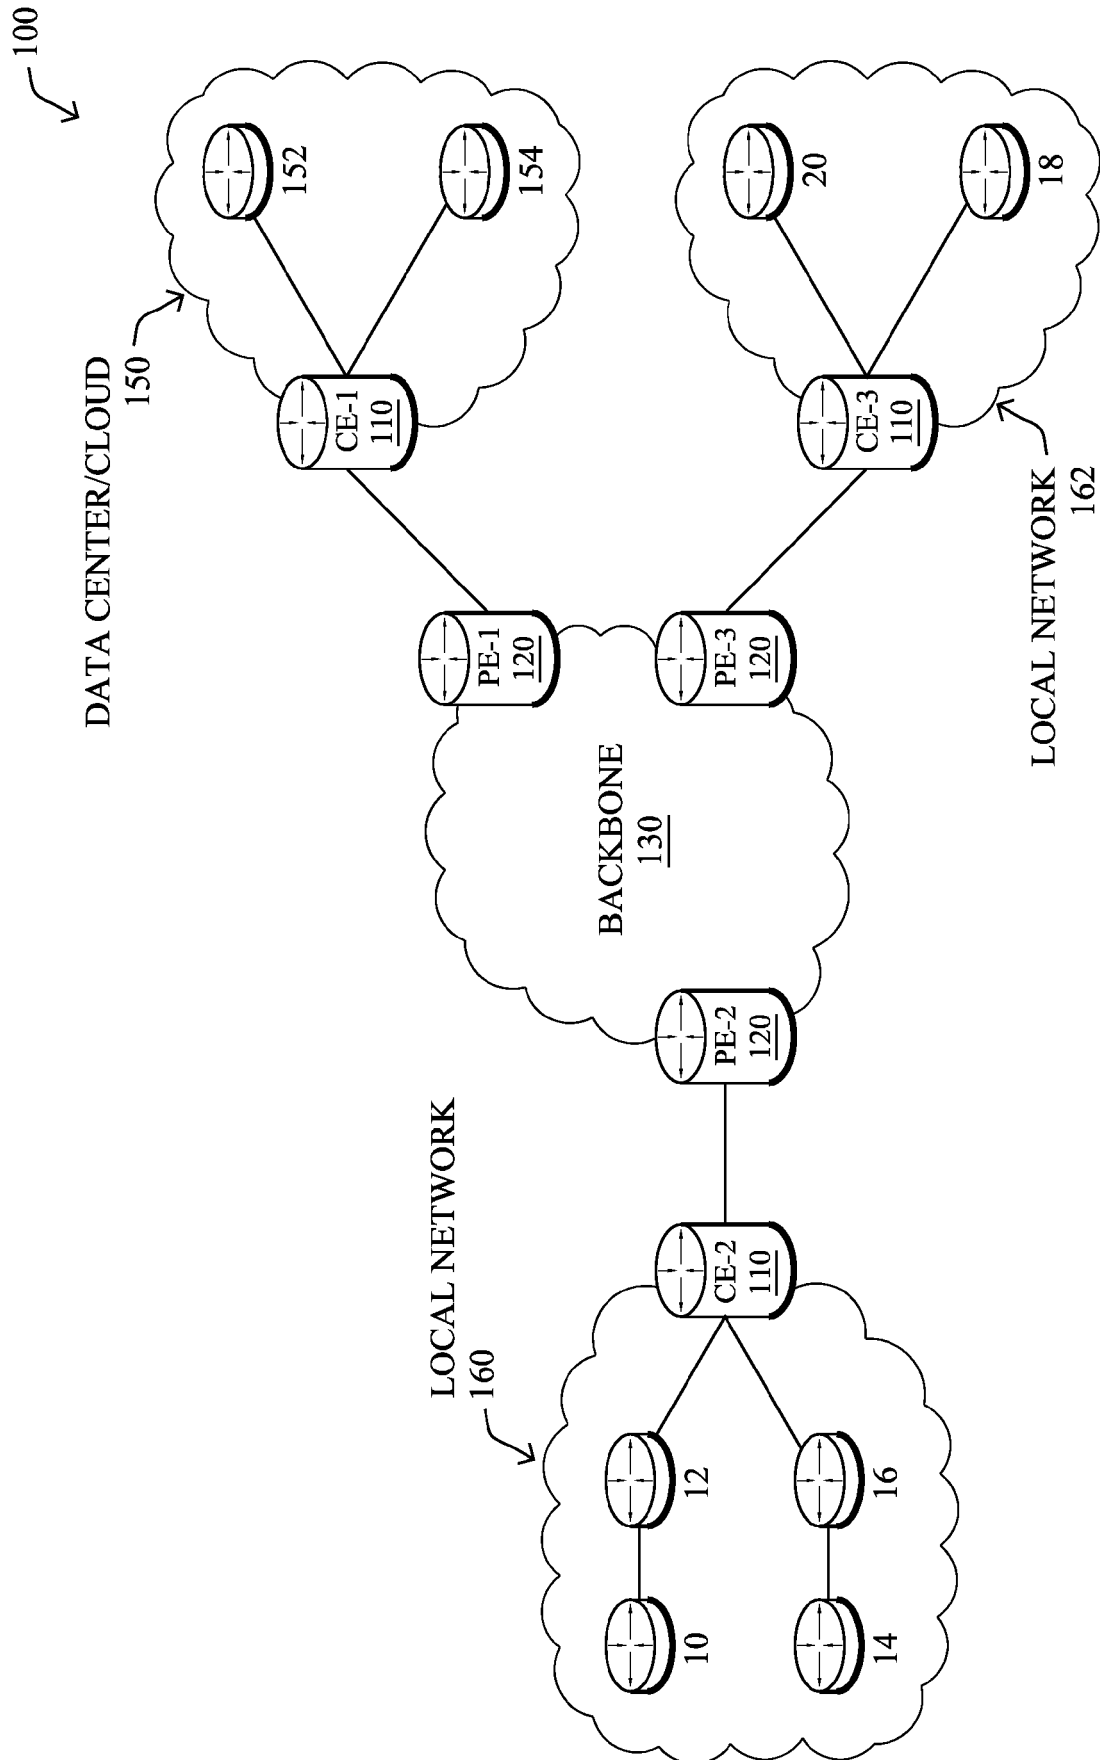 100
DATA CENTER/CLOUD
150
152
154
CE-1
110
PE-1
120
BACKBONE
130
LOCAL NETWORK
160
10
12
14
16
CE-2
110
PE-2
120
PE-3
120
CE-3
110
20
18
LOCAL NETWORK
162